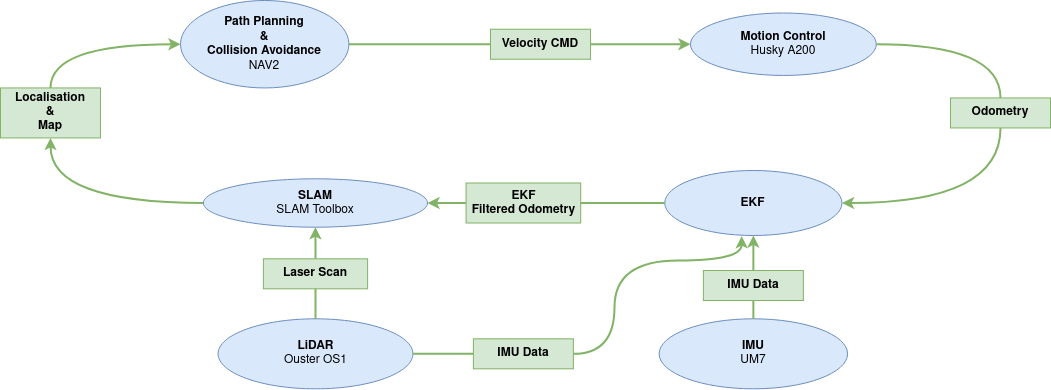 Path Planning
&
Collision Avoidance
NAV2
Velocity CMD
Motion Control
Husky A200
Localisation
&
Map
Odometry
SLAM
SLAM Toolbox
EKF
Filtered Odometry
EKF
Laser Scan
IMU Data
LiDAR
Ouster OS1
IMU Data
IMU
UM7